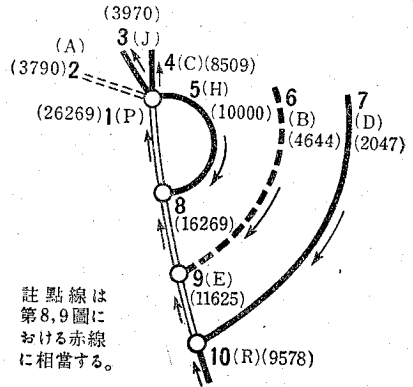 (3970)
3(J)
(A)
(3790)2
4(C)(8509)
5(H)
(10000)
(26269)1(P)
6
(B)
(4644)
7
(D)
(2047)
8
(16269)
9(E)
(11625)
10(R)(9578)
註點線は
第8,9圖に
おける赤線
に相當する。